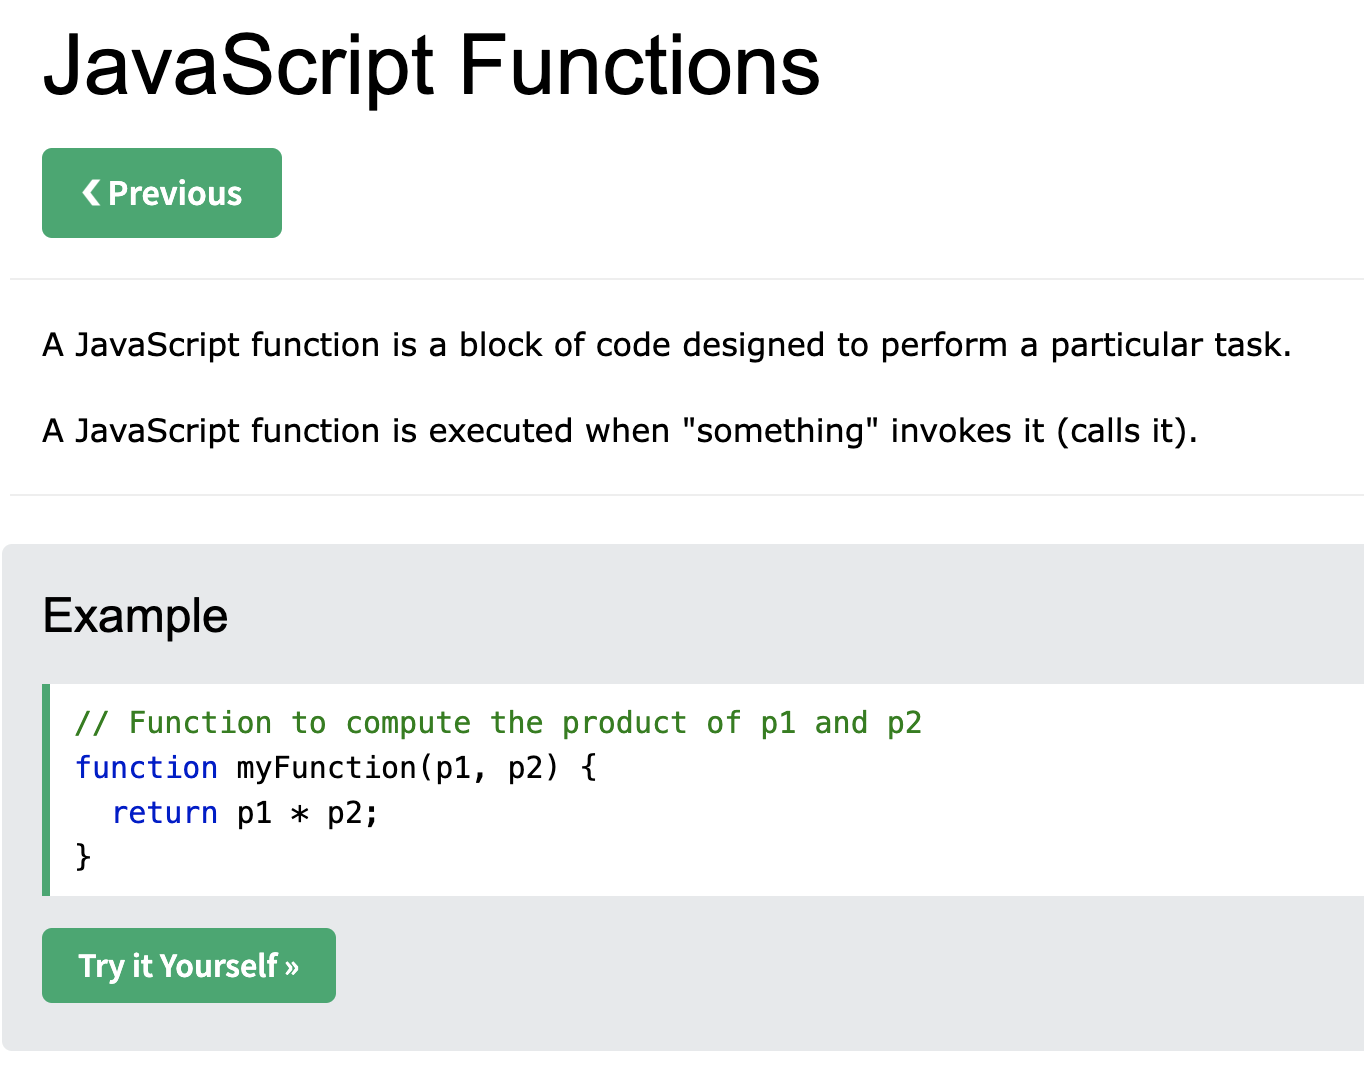 JavaScript Functions
❮ Previous
A JavaScript function is a block of code designed to perform a particular task.
A JavaScript function is executed when "something" invokes it (calls it).
Example
// Function to compute the product of p1 and p2
function myFunction(p1, p2) {
  return p1 * p2;
}
Try it Yourself »